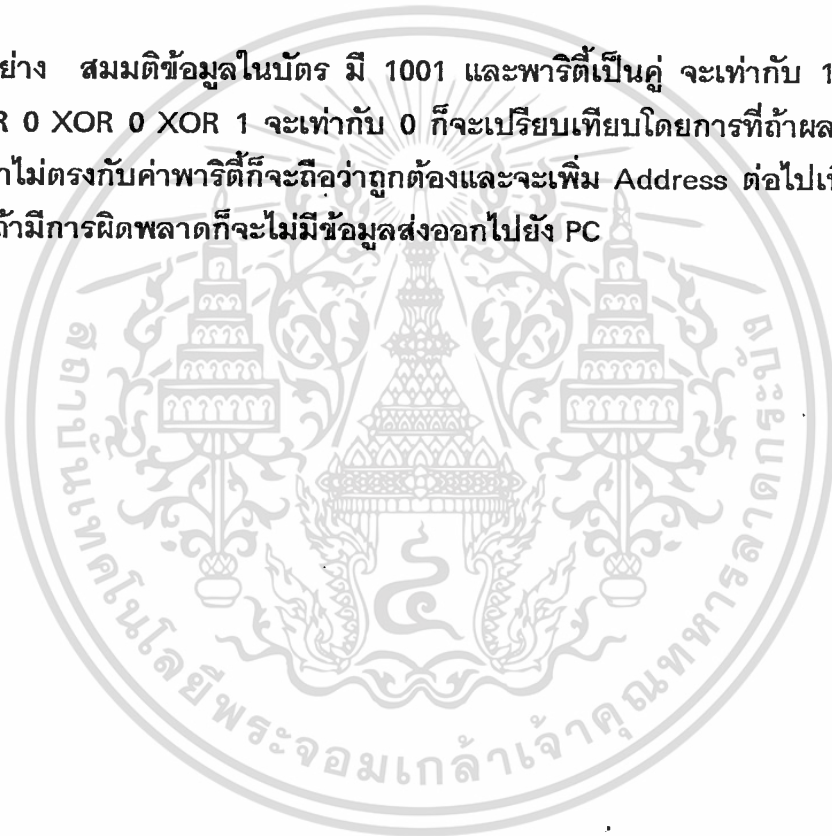 ย่าง สมมติข้อมูลในบัตร มี 1001 และพาริตี้เป็นคู่ จะเท่ากับ 1
R 0 XOR 0 XOR 1 จะเท่ากับ 0 ก็จะเปรียบเทียบโดยการที่ถ้าผล
าไม่ตรงกับค่าพาริตี้ก็จะถือว่าถูกต้องและจะเพิ่ม Address ต่อไป
ถ้ามีการผิดพลาดก็จะไม่มีข้อมูลส่งออกไปยัง PC
สถาบันเทคโนโลยีพระจอมเกล้าเจ้าคุณทหารลาดกระบัง